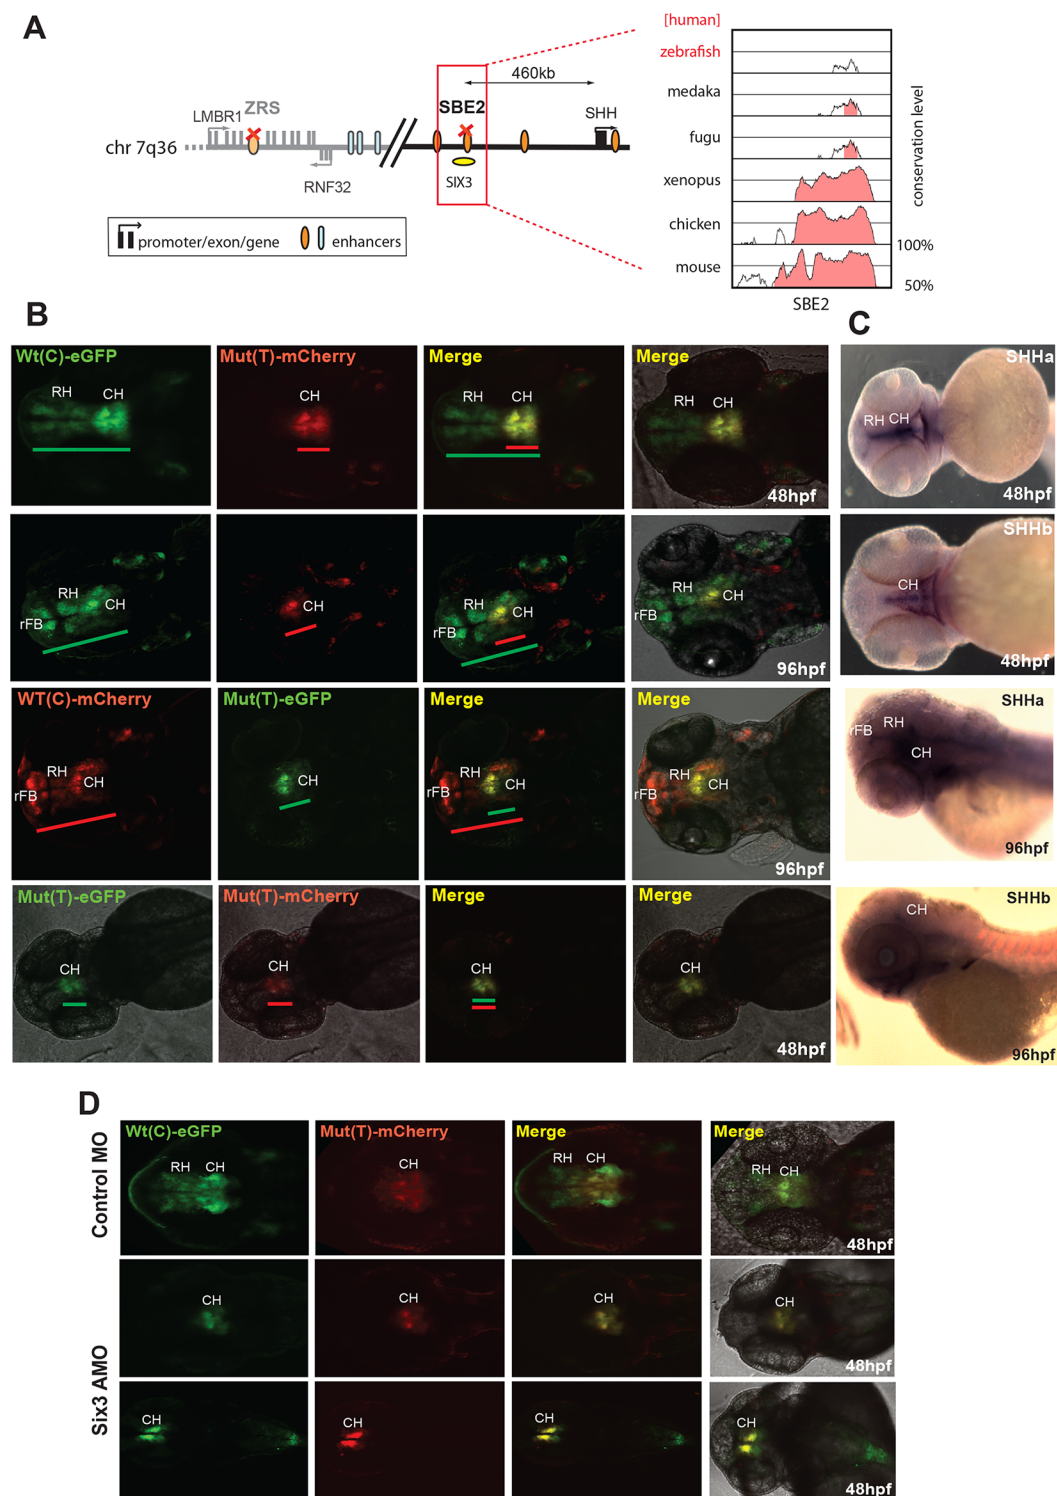 A
[human]
zebrafish
medaka
fugu
xenopus
chicken
mouse
conservation level
100%
50%
SBE2
460kb
ZRS
LMBR1
SBE2
SHH
chr 7q36
RNF32
SIX3
promoter/exon/gene
enhancers
B
Wt(C)-eGFP
RH
CH
Mut(T)-mCherry
CH
Merge
RH
CH
Merge
RH
CH
48hpf
RH
CH
rFB
CH
RH
CH
rFB
RH
CH
rFB
96hpf
WT(C)-mCherry
RH
CH
rFB
Mut(T)-eGFP
CH
Merge
RH
CH
rFB
Merge
RH
CH
rFB
96hpf
Mut(T)-eGFP
CH
Mut(T)-mCherry
CH
Merge
CH
Merge
CH
48hpf
C
SHHa
RH CH
48hpf
SHHb
CH
48hpf
SHHa
rFB
RH
CH
96hpf
SHHb
CH
96hpf
D
Control MO
Wt(C)-eGFP
RH
CH
Mut(T)-mCherry
CH
Merge
RH
CH
Merge
RH
CH
48hpf
Six3 AMO
CH
CH
CH
CH
48hpf
CH
CH
CH
CH
48hpf